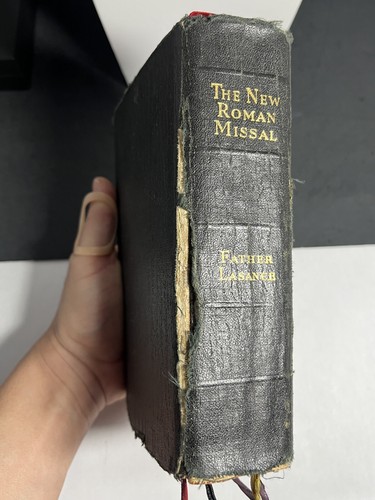 THE NEW
ROMAN
MISSAL
FATHER
LASANCE